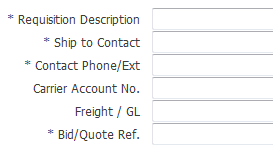 * Requisition Description
* Ship to Contact
* Contact Phone/Ext
Carrier Account No.
Freight / GL
* Bid/Quote Ref.